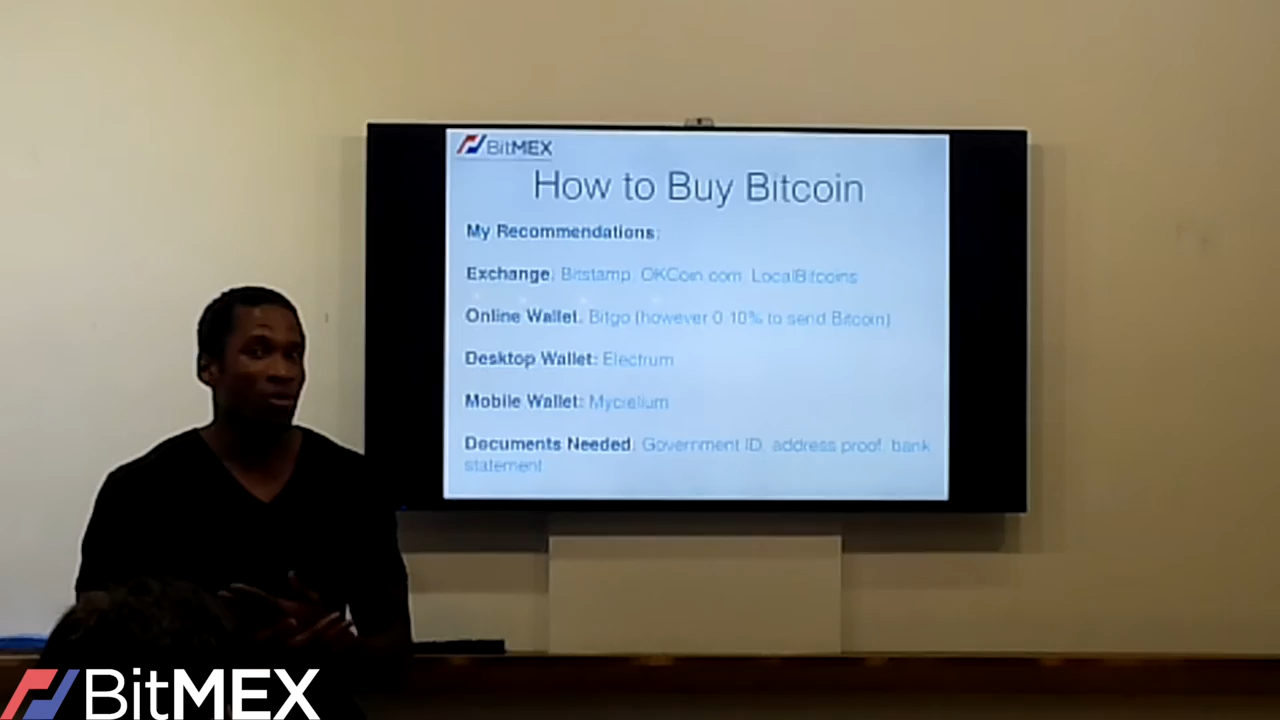 BitMEX
How to Buy Bitcoin
My Recommendations:
Exchange: Bitstamp, OKCoin.com, LocalBitcoins
Online Wallet: Bitgo (however 0.10% to send Bitcoin)
Desktop Wallet: Electrum
Mobile Wallet: Mycelium
Documents Needed: Government ID, address proof, bank
statement
BitMEX